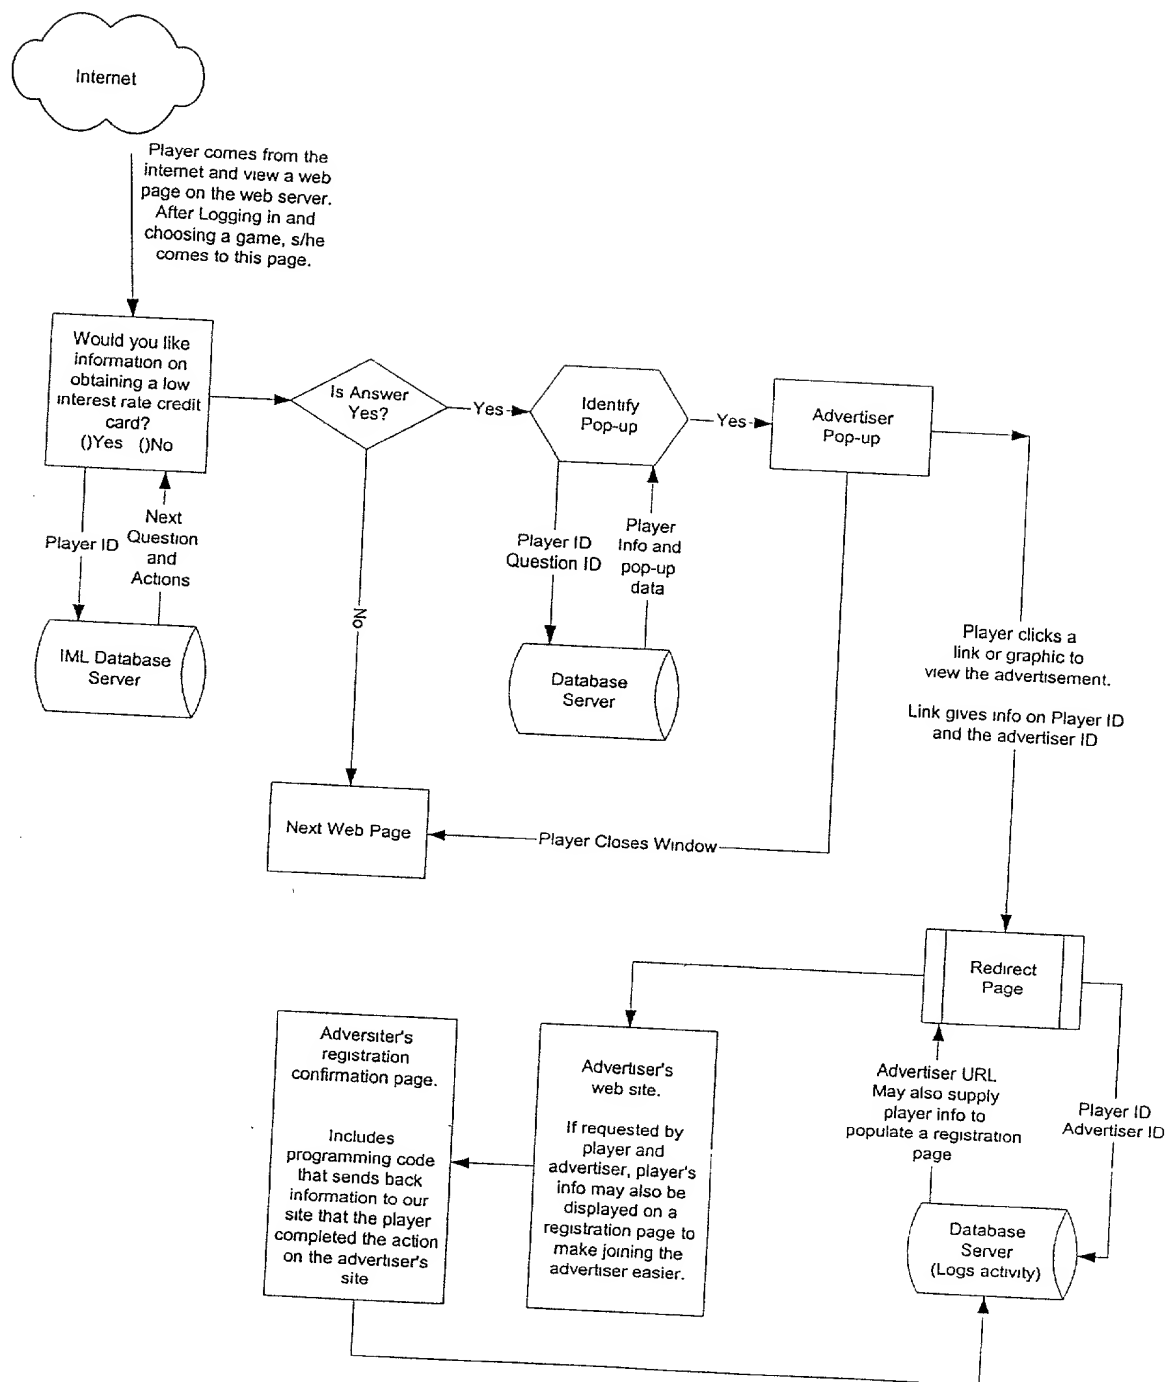 Internet
Player comes from the
internet and view a web
page on the web server.
After Logging in and
choosing a game, s/he
comes to this page.
Would you like
information on
obtaining a low
interest rate credit
card?
()Yes ()No
Is Answer
Yes?
Yes
Identify
Pop-up
Yes
Advertiser
Pop-up
Player ID
Next
Question
and
Actions
IML Database
Server
No
Player ID
Question ID
Player
Info and
pop-up
data
Database
Server
Player clicks a
link or graphic to
view the advertisement.
Link gives info on Player ID
and the advertiser ID
Next Web Page
Player Closes Window
Redirect
Page
Adversiter's
registration
confirmation page.
Includes
programming code
that sends back
information to our
site that the player
completed the action
on the advertiser's
site
Advertiser's
web site.
If requested by
player and
advertiser, player's
info may also be
displayed on a
registration page to
make joining the
advertiser easier.
Advertiser URL
May also supply
player info to
populate a registration
page
Player ID
Advertiser ID
Database
Server
(Logs activity)